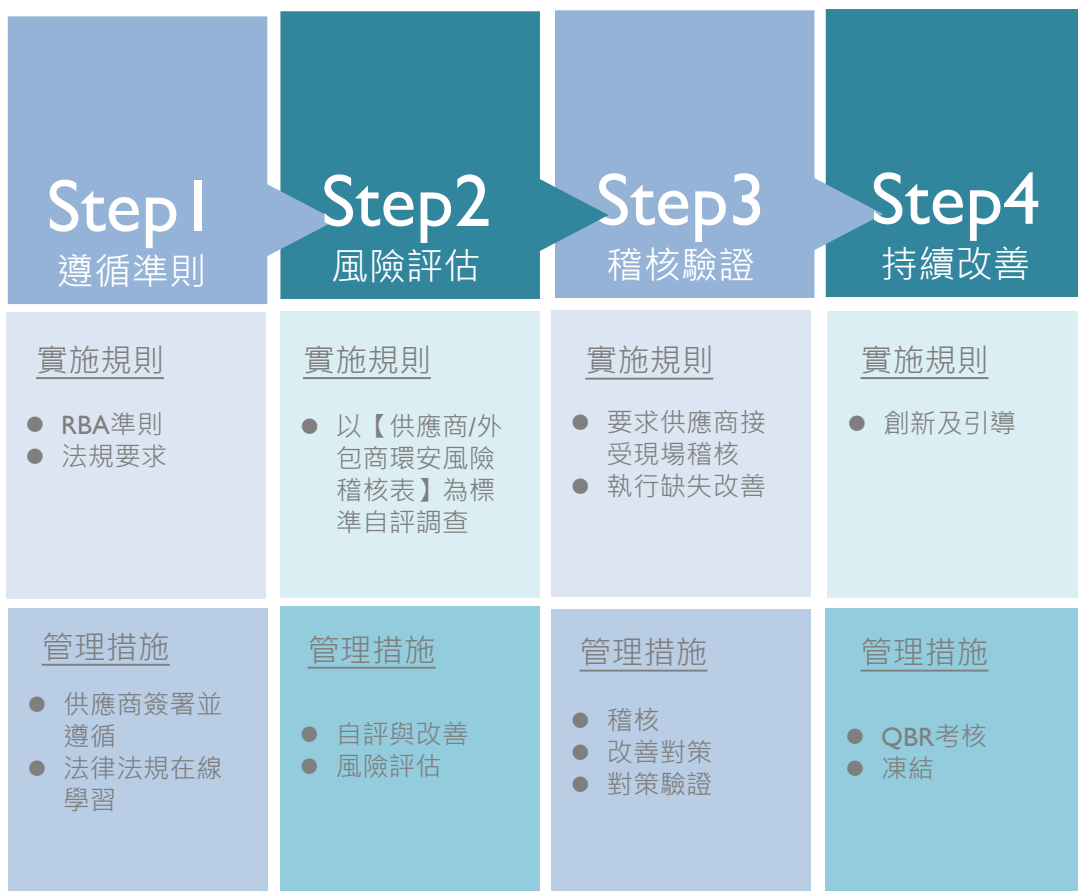 Step1
遵循準則
Step2
風險評估
Step3
稽核驗證
Step4
持續改善
實施規則
● RBA準則
● 法規要求
實施規則
● 以【供應商/外
包商環安風險
稽核表】為標
準自評調查
實施規則
● 要求供應商接
受現場稽核
● 執行缺失改善
實施規則
● 創新及引導
管理措施
● 供應商簽署並
遵循
● 法律法規在線
學習
管理措施
● 自評與改善
● 風險評估
管理措施
● 稽核
● 改善對策
● 對策驗證
管理措施
● QBR考核
● 凍結